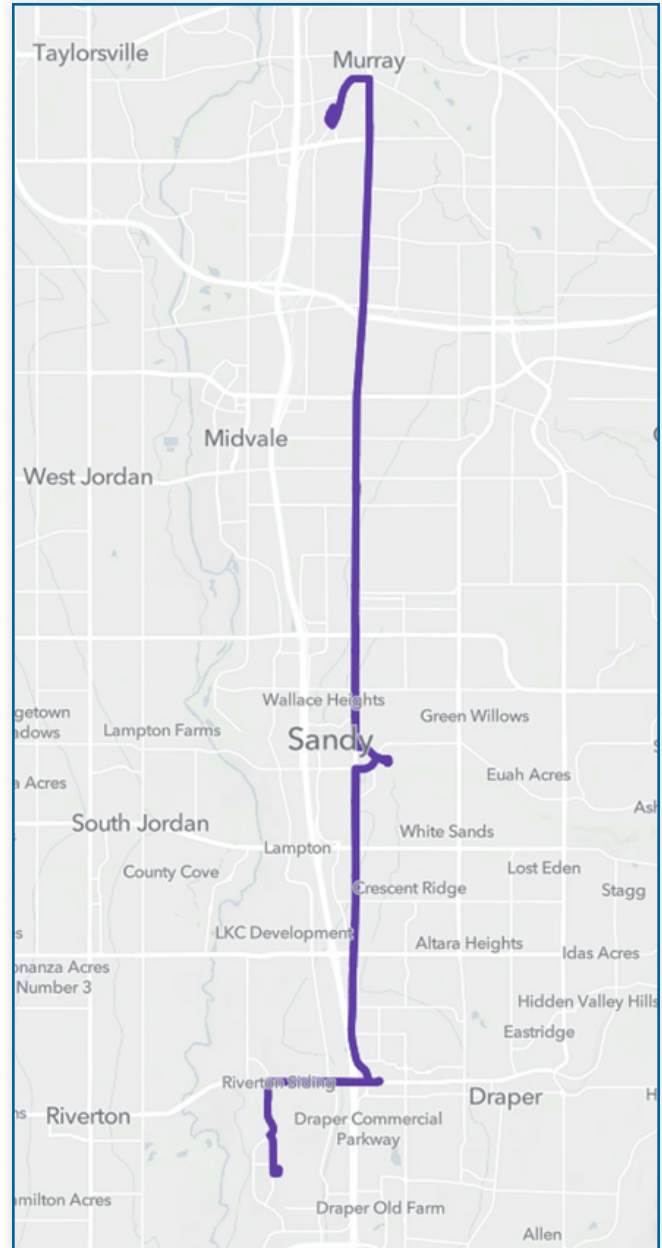 Taylorsville
Murray
Midvale
West Jordan
Wallace Heights
getown
adows
Lampton Farms
Green Willows
Sandy
a Acres
Euah Acres
Ash
South Jordan
White Sands
Lampton
County Cove
Lost Eden
Crescent Ridge
Stagg
LKC Development
Altara Heights
Idas Acres
onanza Acres
Number 3
Hidden Valley Hills
Eastridge
Riverton Siding
Draper
H
Riverton
Draper Commercial
Parkway
amilton Acres
Draper Old Farm
Allen